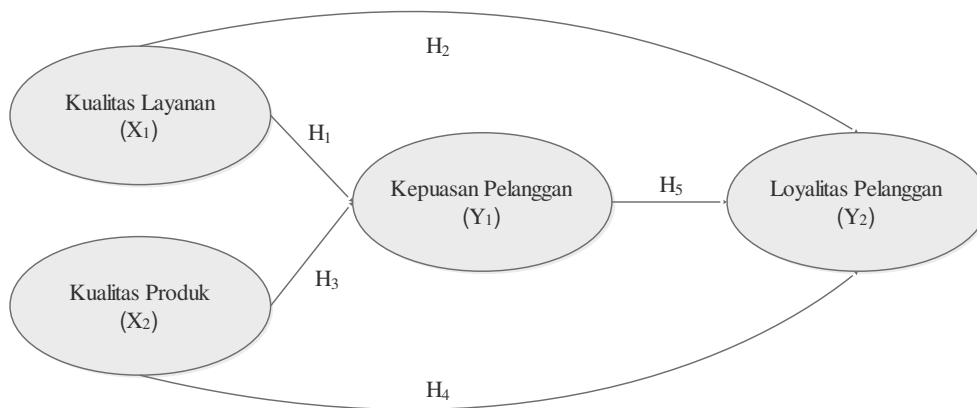 H₂
Kualitas Layanan
(X₁)
H₁
Kepuasan Pelanggan
(Y₁)
H₅
Loyalitas Pelanggan
(Y₂)
H₃
Kualitas Produk
(X₂)
H₄